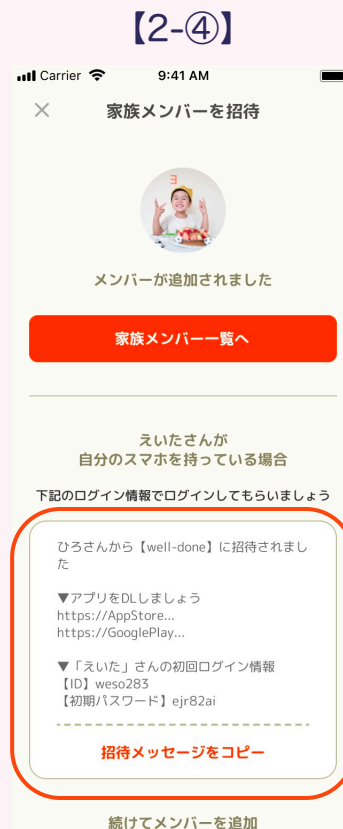 【2-④】
Carrier
9:41 AM
家族メンバーを招待
メンバーが追加されました
家族メンバー一覧へ
えいたさんが
自分のスマホを持っている場合
下記のログイン情報でログインしてもらいましょう
ひろさんから【well-done】に招待されまし
た
▼アプリをDLしましょう
https://AppStore...
https://GooglePlay...
▼「えいた」さんの初回ログイン情報
【ID】weso283
【初期パスワード】ejr82ai
招待メッセージをコピー
続けてメンバーを追加